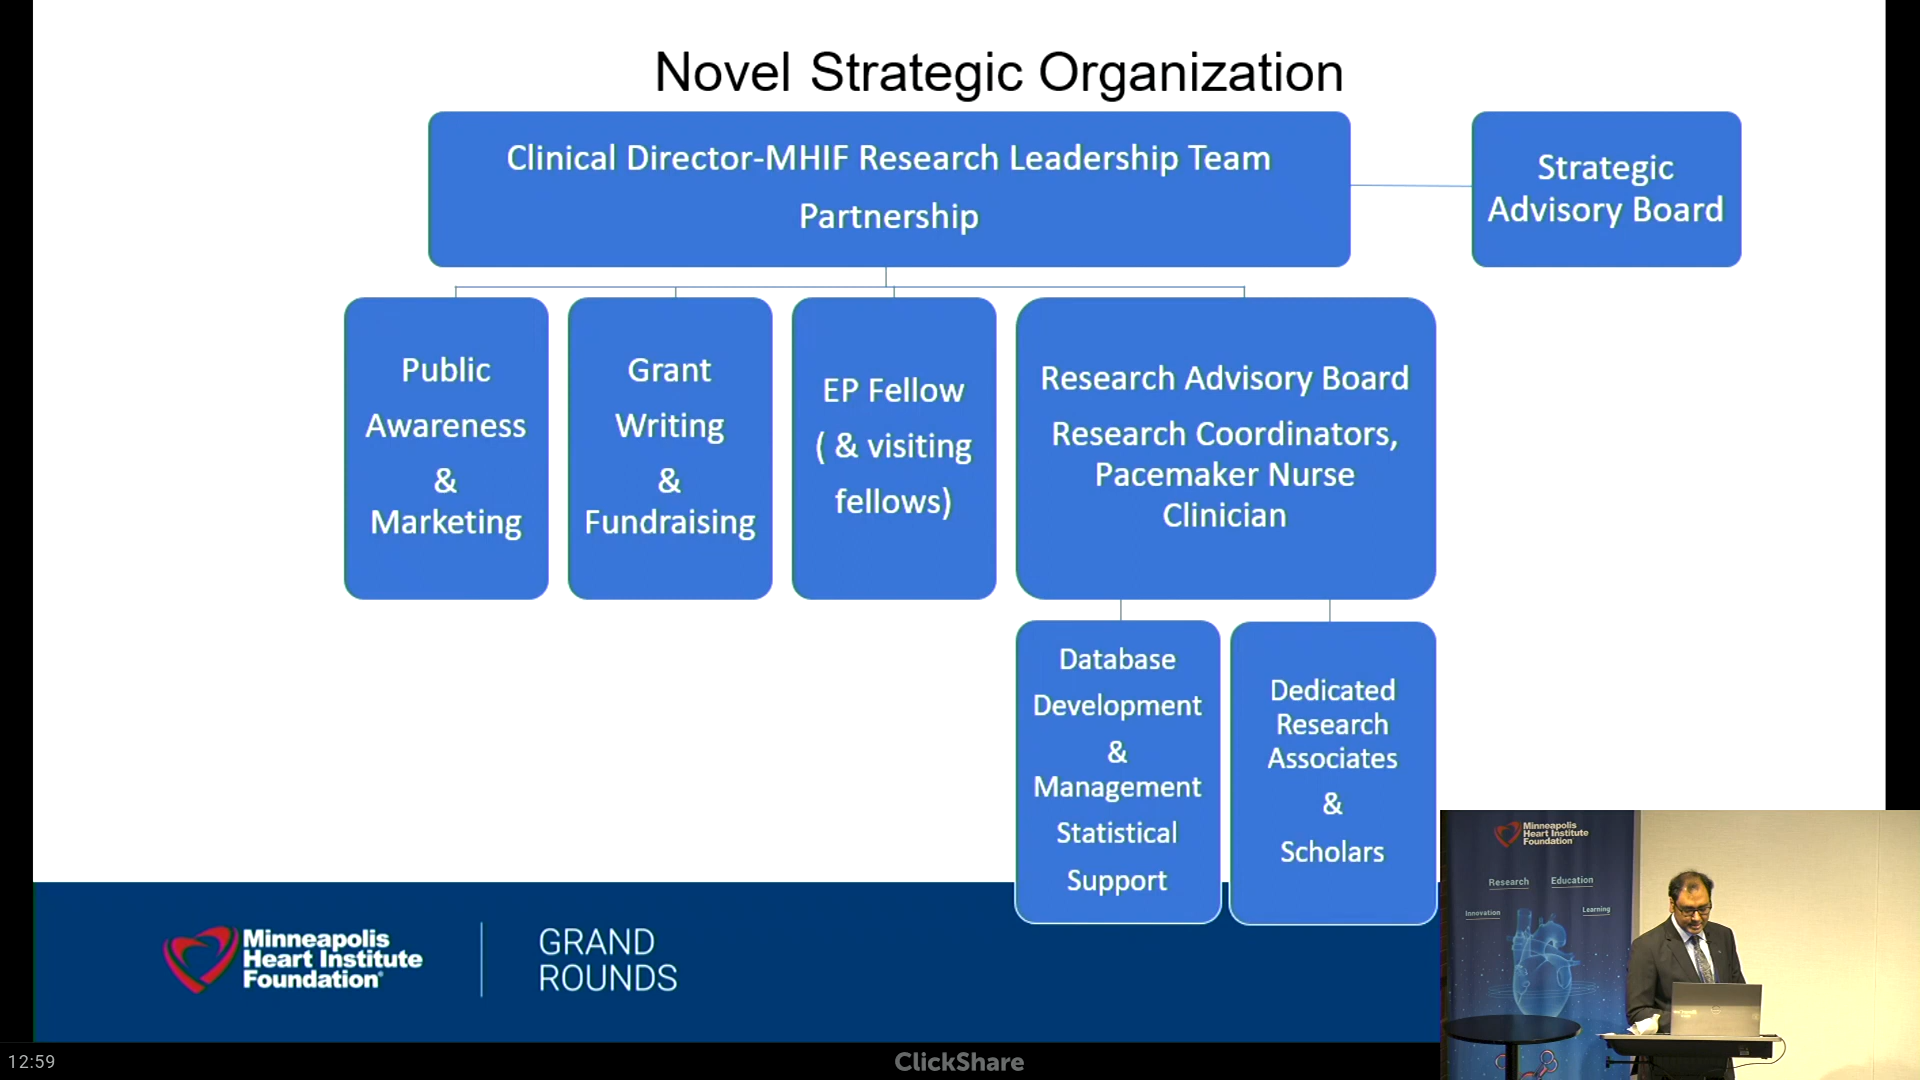 Novel Strategic Organization
Clinical Director-MHIF Research Leadership Team
Partnership
Strategic
Advisory Board
Public
Awareness
&
Marketing
Grant
Writing
&
Fundraising
EP Fellow
( & visiting
fellows)
Research Advisory Board
Research Coordinators,
Pacemaker Nurse
Clinician
Database
Development
&
Management
Statistical
Support
Dedicated
Research
Associates
&
Scholars
Minneapolis
Heart Institute
Foundation®
GRAND
ROUNDS
Minneapolis
Heart Institute
Foundation
Research
Education
Innovation
Learning
12:59
ClickShare